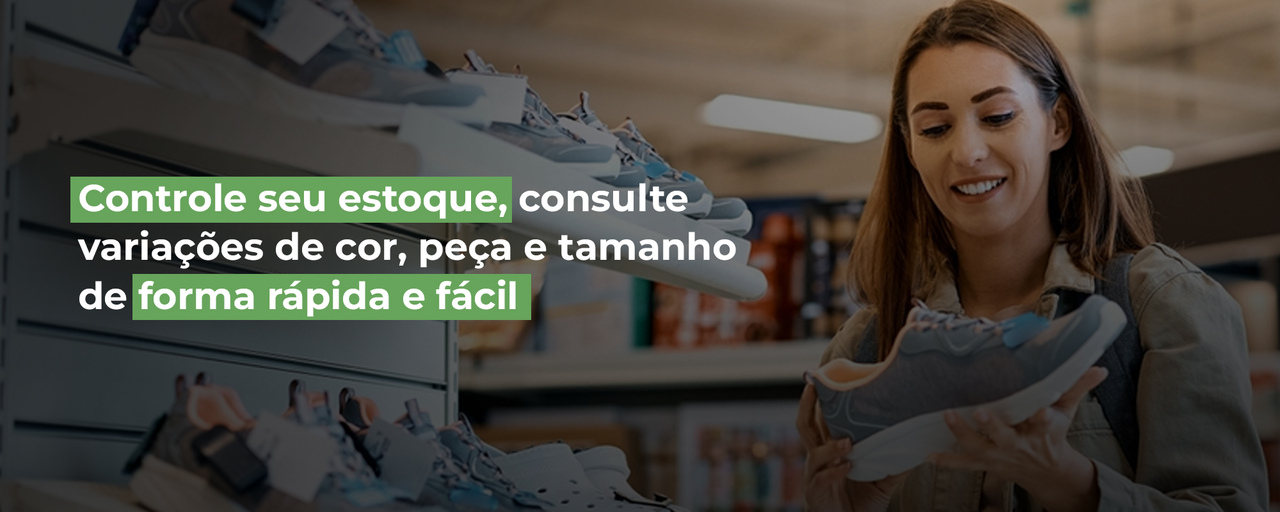 Controle seu estoque, consulte
variações de cor, peça e tamanho
de forma rápida e fácil